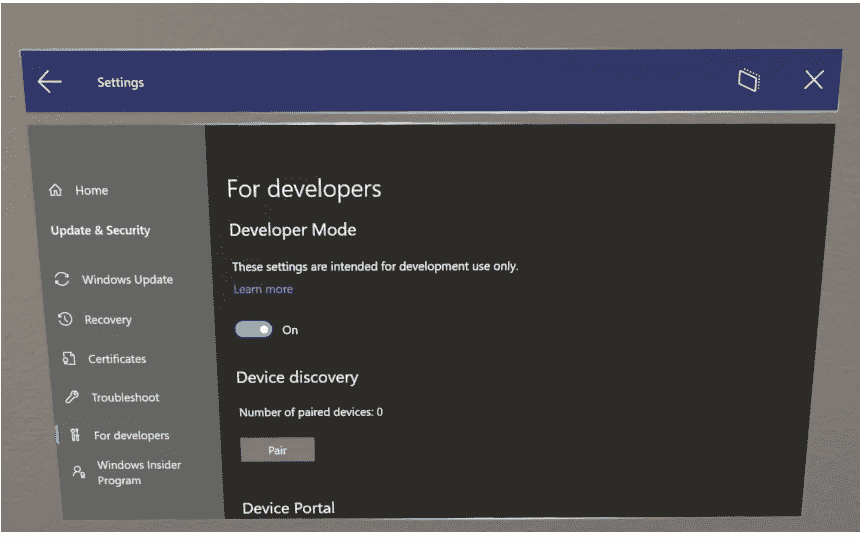 Settings
Home
Update & Security
Windows Update
Recovery
Certificates
Troubleshoot
For developers
Windows Insider
Program
For developers
Developer Mode
These settings are intended for development use only.
Learn more
On
Device discovery
Number of paired devices: 0
Pair
Device Portal